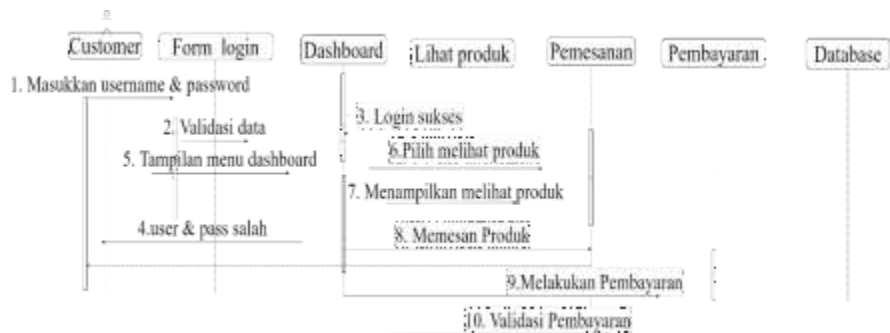 Customer
Form login
Dashboard
Lihat produk
Pemesanan
Pembayaran
Database
1. Masukkan username & password
3. Login sukses
2. Validasi data
6.Pilih melihat produk
5. Tampilan menu dashboard
7. Menampilkan melihat produk
4.user & pass salah
8. Memesan Produk
9.Melakukan Pembayaran
10. Validasi Pembayaran